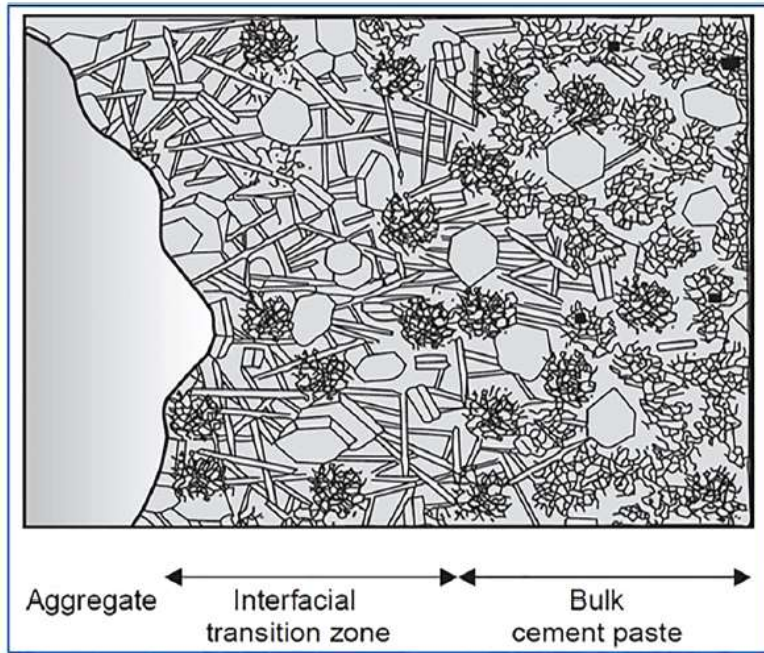 Aggregate
Interfacial
transition zone
Bulk
cement paste